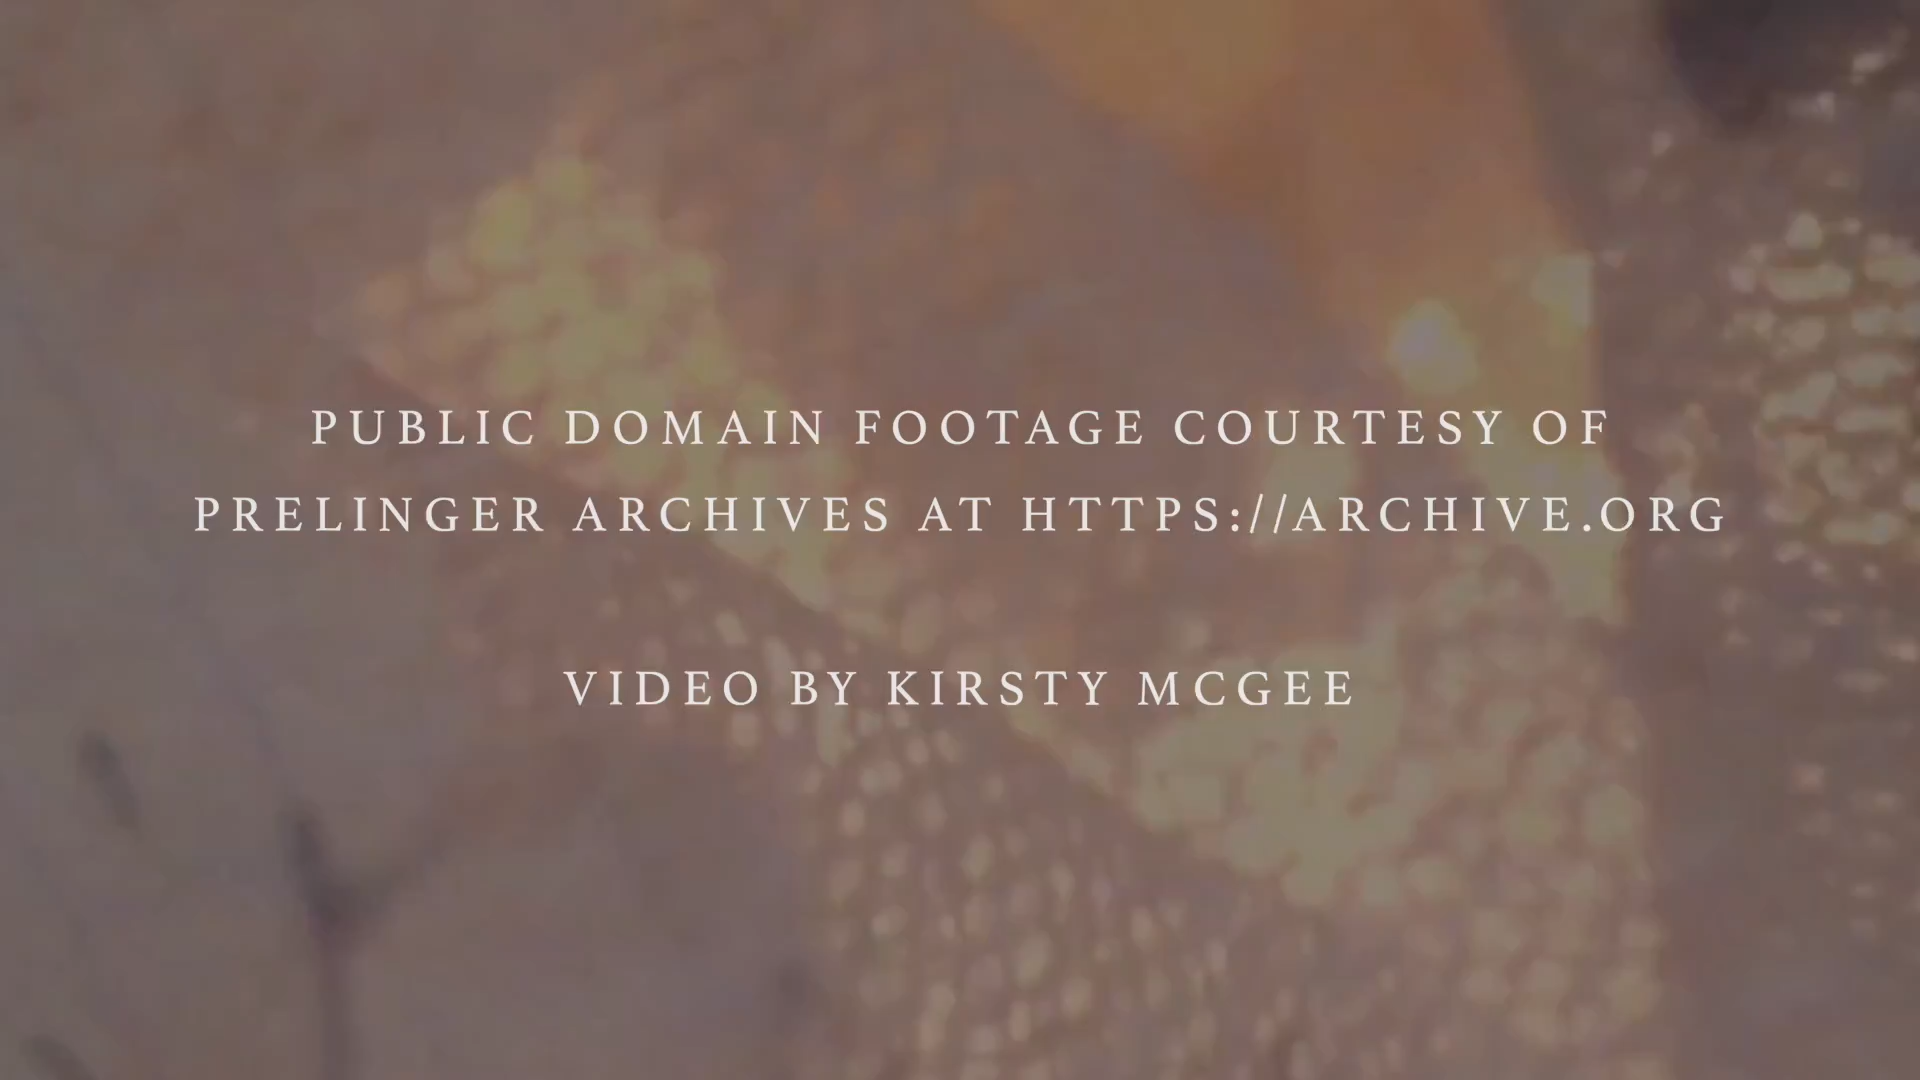 PUBLIC DOMAIN FOOTAGE COURTESY OF
PRELINGER ARCHIVES AT HTTPS://ARCHIVE.ORG
VIDEO BY KIRSTY MCGEE